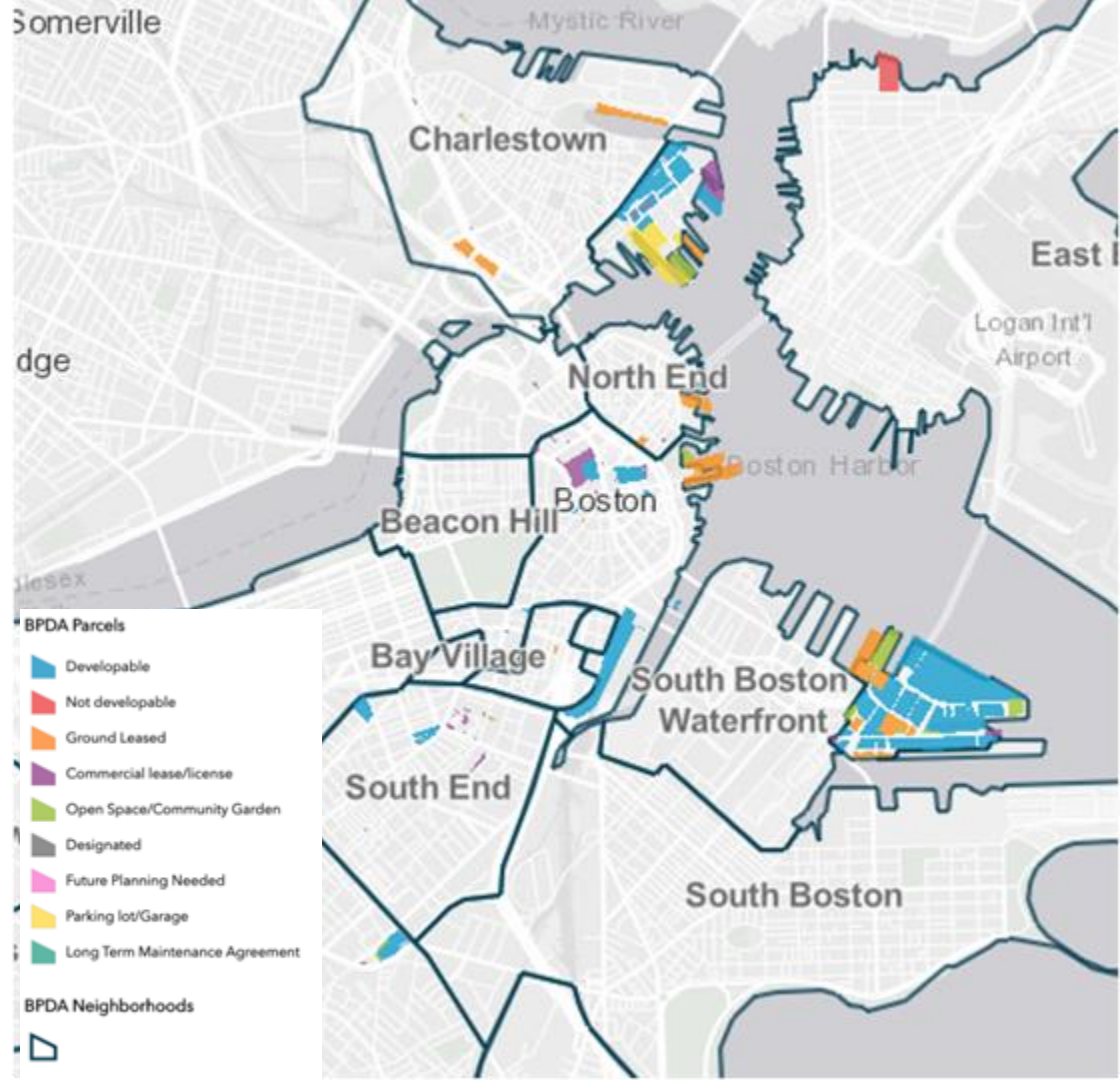 Somerville
Mystic River
Charlestown
East
Logan Int'l
Airport
dge
North End
Boston Harbor
Boston
Beacon Hill
dlesex
Bay Village
South Boston
Waterfront
South End
South Boston
BPDA Parcels
Developable
Not developable
Ground Leased
Commercial lease/license
Open Space/Community Garden
Designated
Future Planning Needed
Parking lot/Garage
Long Term Maintenance Agreement
BPDA Neighborhoods